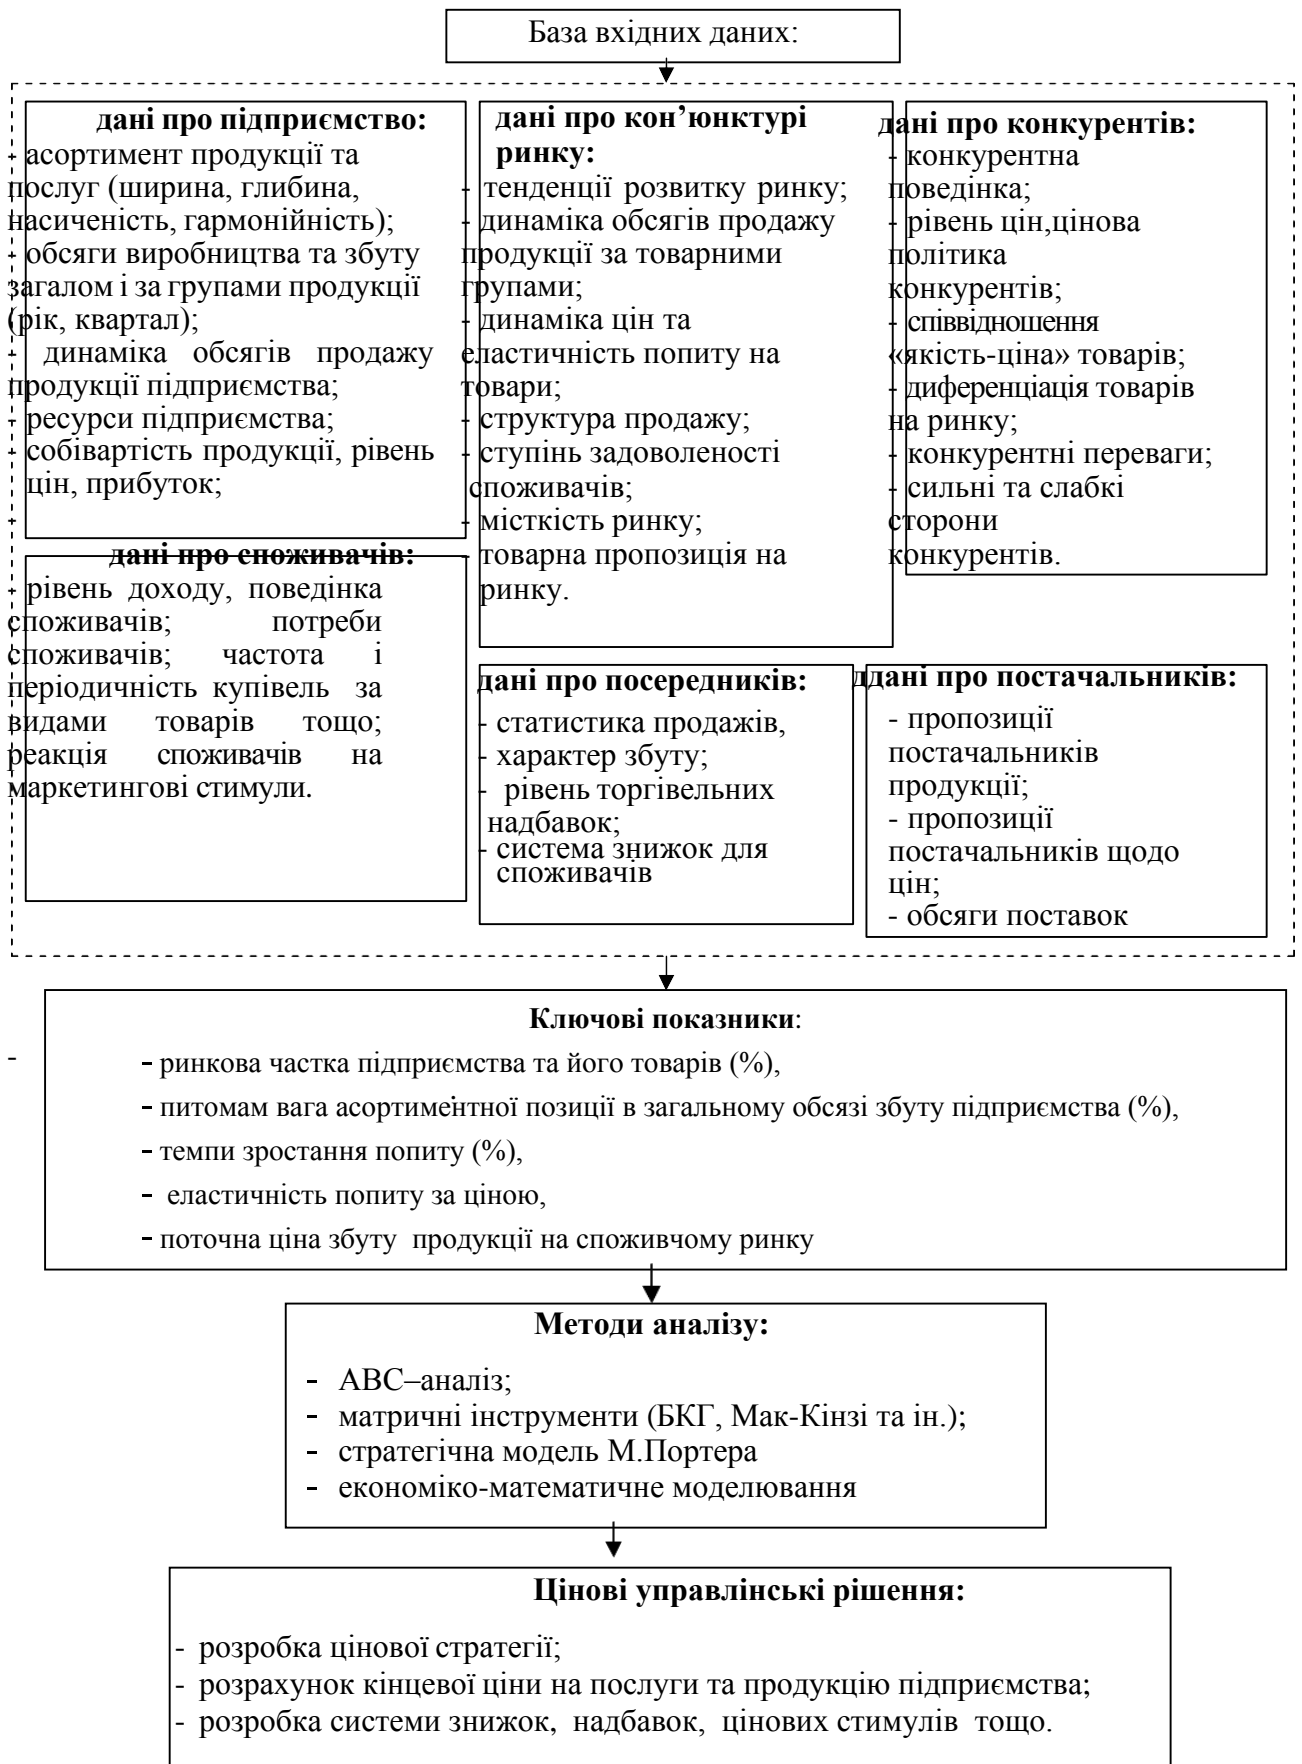 База вхідних даних:
дані про підприємство:
- асортимент продукції та
послуг (ширина, глибина,
насиченість, гармонійність);
- обсяги виробництва та збуту
загалом і за групами продукції
(рік, квартал);
- динаміка обсягів продажу
продукції підприємства;
- ресурси підприємства;
- собівартість продукції, рівень
цін, прибуток;
-
дані про кон’юнктурі
ринку:
- тенденції розвитку ринку;
- динаміка обсягів продажу
продукції за товарними
групами;
- динаміка цін та
еластичність попиту на
товари;
- структура продажу;
- ступінь задоволеності
споживачів;
- місткість ринку;
- товарна пропозиція на
ринку.
дані про конкурентів:
- конкурентна
поведінка;
- рівень цін,цінова
політика
конкурентів;
- співвідношення
«якість-ціна» товарів;
- диференціація товарів
на ринку;
- конкурентні переваги;
- сильні та слабкі
сторони
конкурентів.
дані про споживачів:
- рівень доходу, поведінка
споживачів; потреби
споживачів; частота і
періодичність купівель за
видами товарів тощо;
реакція споживачів на
маркетингові стимули.
дані про посередників:
- статистика продажів,
- характер збуту;
- рівень торгівельних
надбавок;
- система знижок для
споживачів
ддані про постачальників:
- пропозиції
постачальників
продукції;
- пропозиції
постачальників щодо
цін;
- обсяги поставок
Ключові показники:
-
- ринкова частка підприємства та його товарів (%),
- питомам вага асортиментної позиції в загальному обсязі збуту підприємства (%),
- темпи зростання попиту (%),
- еластичність попиту за ціною,
- поточна ціна збуту продукції на споживчому ринку
Методи аналізу:
- АВС–аналіз;
- матричні інструменти (БКГ, Мак-Кінзі та ін.);
- стратегічна модель М.Портера
- економіко-математичне моделювання
Цінові управлінські рішення:
- розробка цінової стратегії;
- розрахунок кінцевої ціни на послуги та продукцію підприємства;
- розробка системи знижок, надбавок, цінових стимулів тощо.